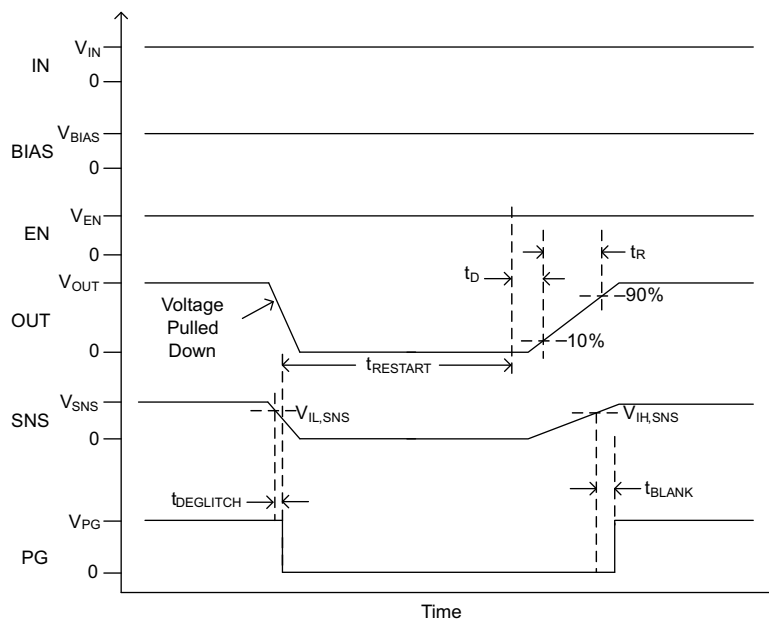 V_IN
IN
0
V_BIAS
BIAS
0
V_EN
EN
0
t_R
t_D
V_OUT
Voltage
Pulled
Down
90%
OUT
10%
0
t_RESTART
V_SNS
V_IL,SNS
V_IH,SNS
SNS
0
t_DEGLITCH
t_BLANK
V_PG
PG
0
Time